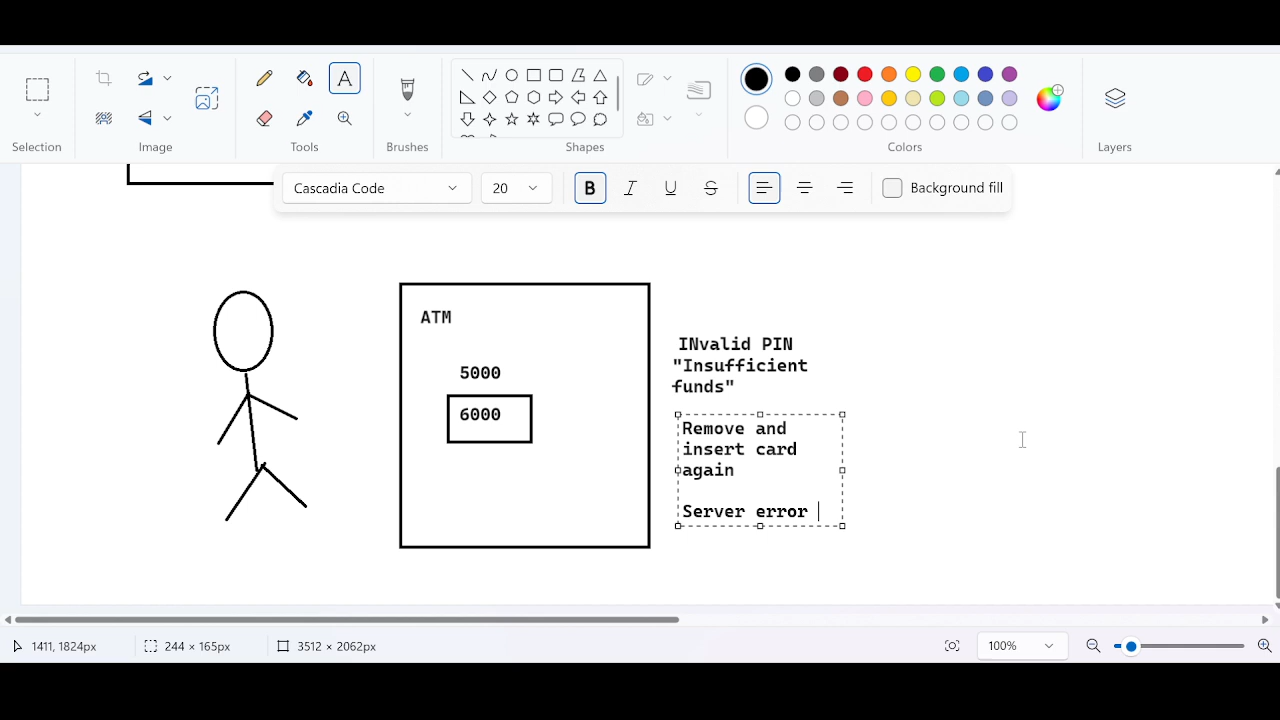 Selection
Image
Tools
Brushes
Shapes
Colors
Layers
A
Cascadia Code
20
B I U S
Background fill
ATM
5000
6000
INvalid PIN
"Insufficient
funds"
Remove and
insert card
again
Server error
1411, 1824px
244 × 165px
3512 × 2062px
100%